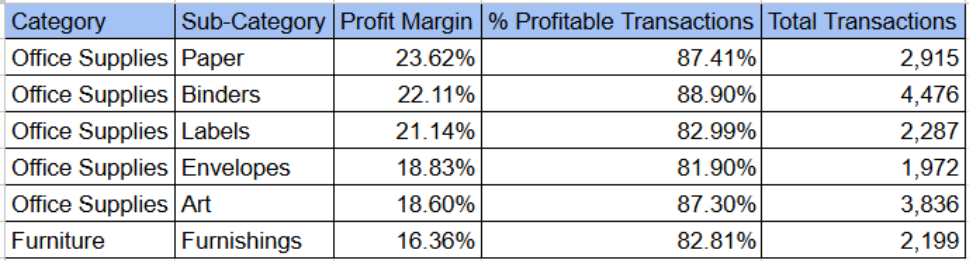 Category Sub-Category Profit Margin % Profitable Transactions Total Transactions
Office Supplies Paper 23.62% 87.41% 2,915
Office Supplies Binders 22.11% 88.90% 4,476
Office Supplies Labels 21.14% 82.99% 2,287
Office Supplies Envelopes 18.83% 81.90% 1,972
Office Supplies Art 18.60% 87.30% 3,836
Furniture Furnishings 16.36% 82.81% 2,199